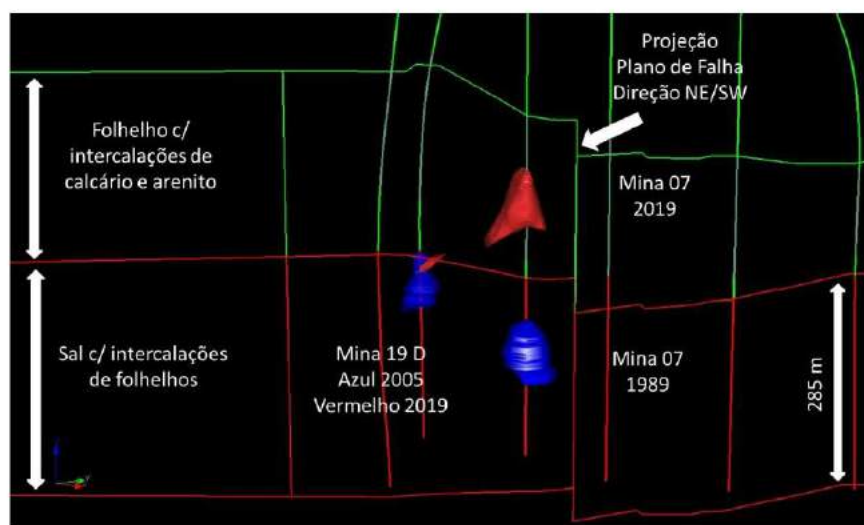 Projeção
Plano de Falha
Direção NE/SW
Folhelho c/
intercalações de
calcário e arenito
Mina 07
2019
Sal c/ intercalações
de folhelhos
Mina 19 D
Azul 2005
Vermelho 2019
Mina 07
1989
285 m